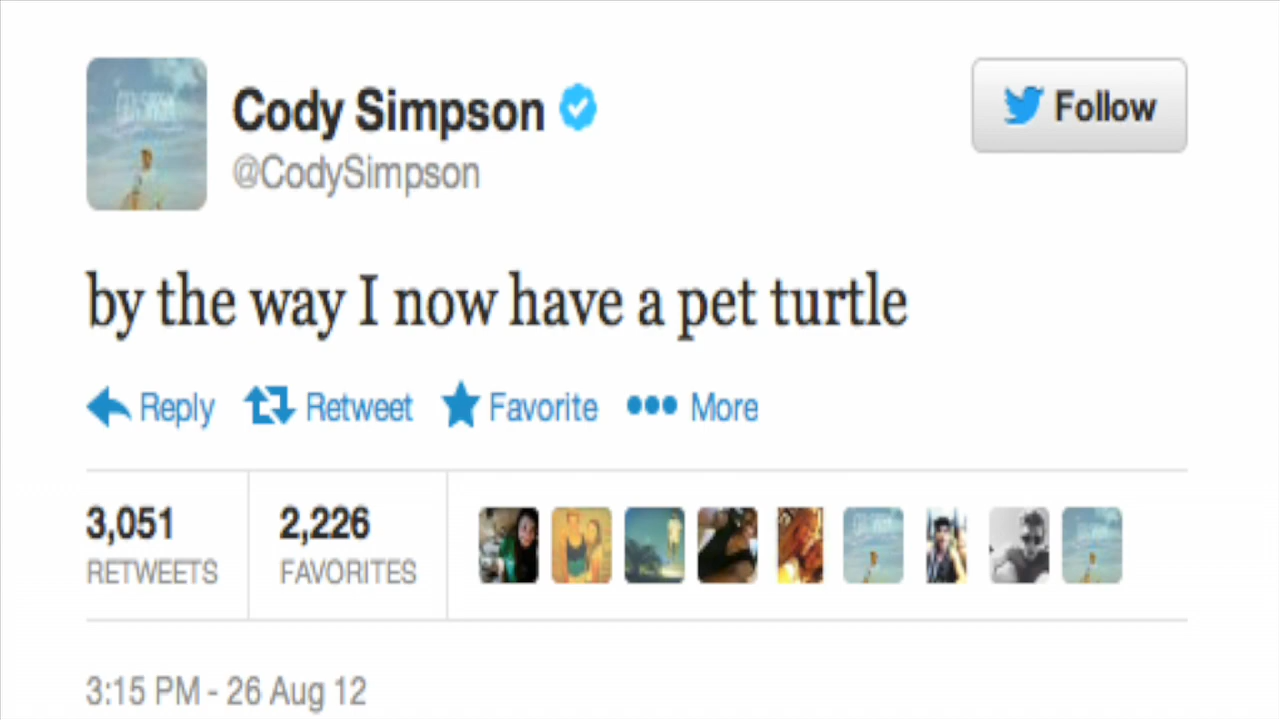 Cody Simpson
@CodySimpson
Follow
by the way I now have a pet turtle
Reply Retweet Favorite More
3,051 2,226
RETWEETS FAVORITES
3:15 PM - 26 Aug 12